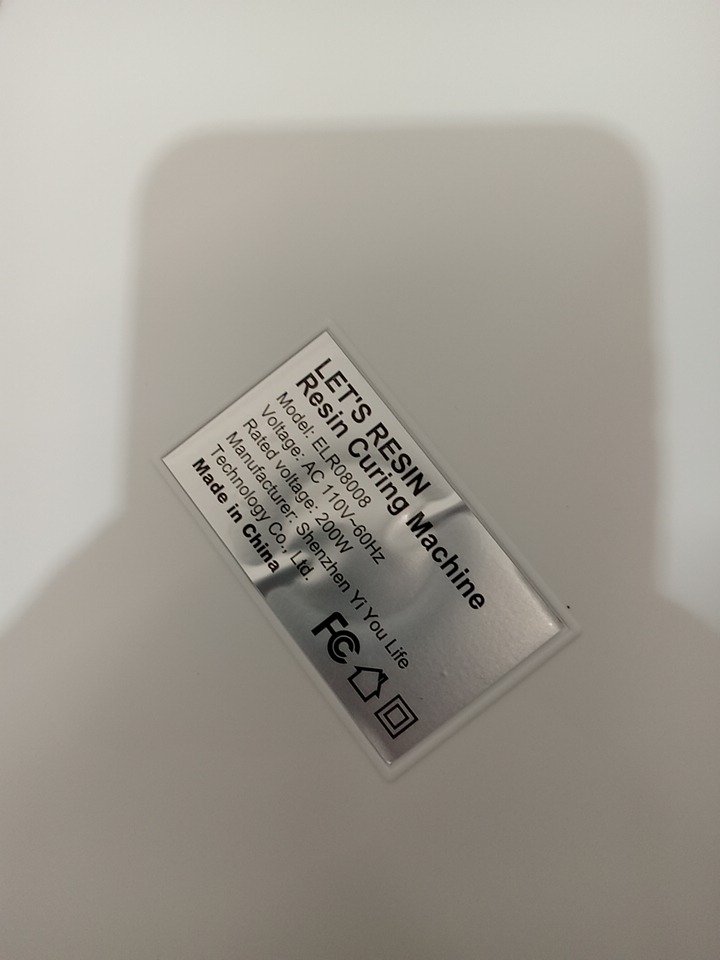 LET'S RESIN
Resin Curing Machine
Model: ELR08008
Voltage: AC 110V~60Hz
Rated voltage: 200W
Manufacturer: Shenzhen Yi You Life
Technology Co., Ltd.
Made in China
FC